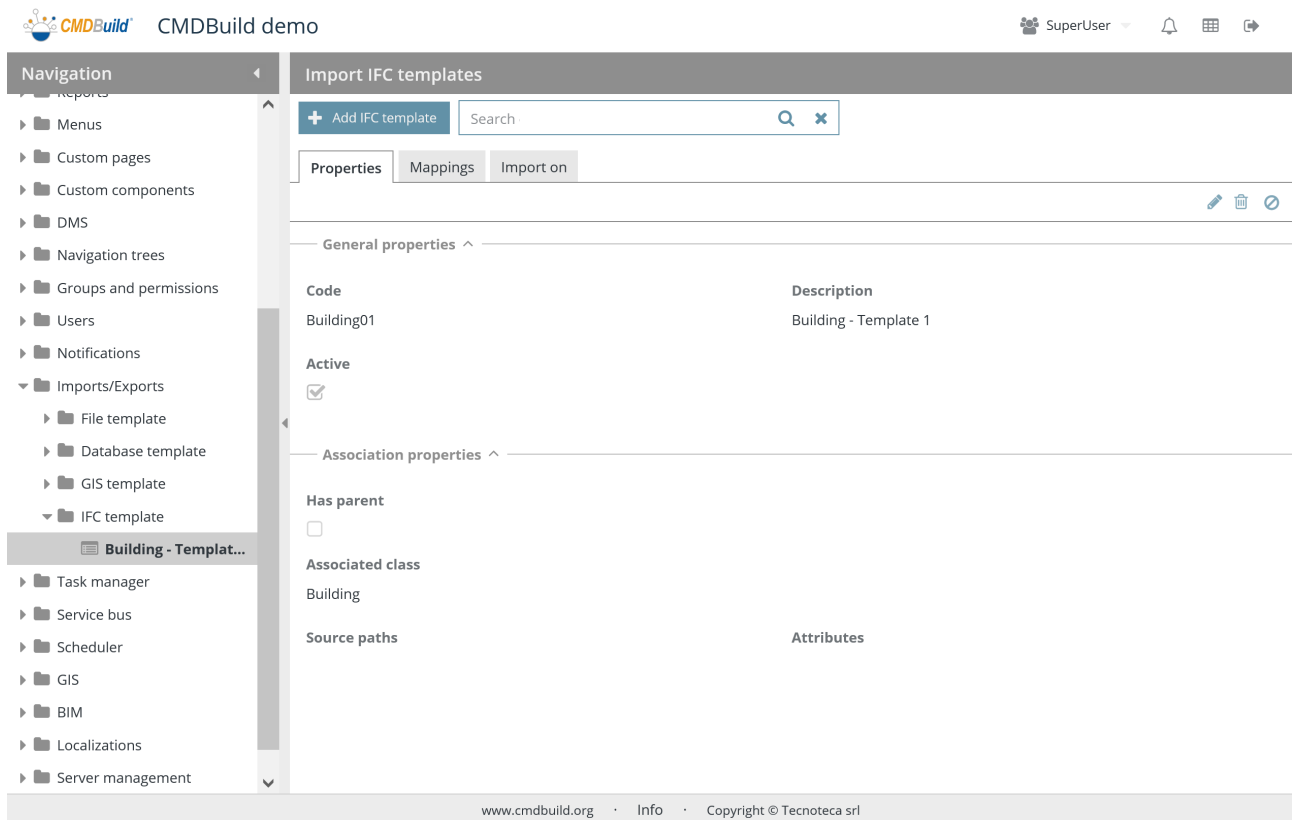 CMDBuild CMDBuild demo SuperUser
Navigation
Reports
Menus
Custom pages
Custom components
DMS
Navigation trees
Groups and permissions
Users
Notifications
Imports/Exports
File template
Database template
GIS template
IFC template
Building - Templat...
Task manager
Service bus
Scheduler
GIS
BIM
Localizations
Server management
Import IFC templates
Add IFC template Search
Properties Mappings Import on
General properties
Code Description
Building01 Building - Template 1
Active
Association properties
Has parent
Associated class
Building
Source paths Attributes
www.cmdbuild.org · Info · Copyright © Tecnoteca srl